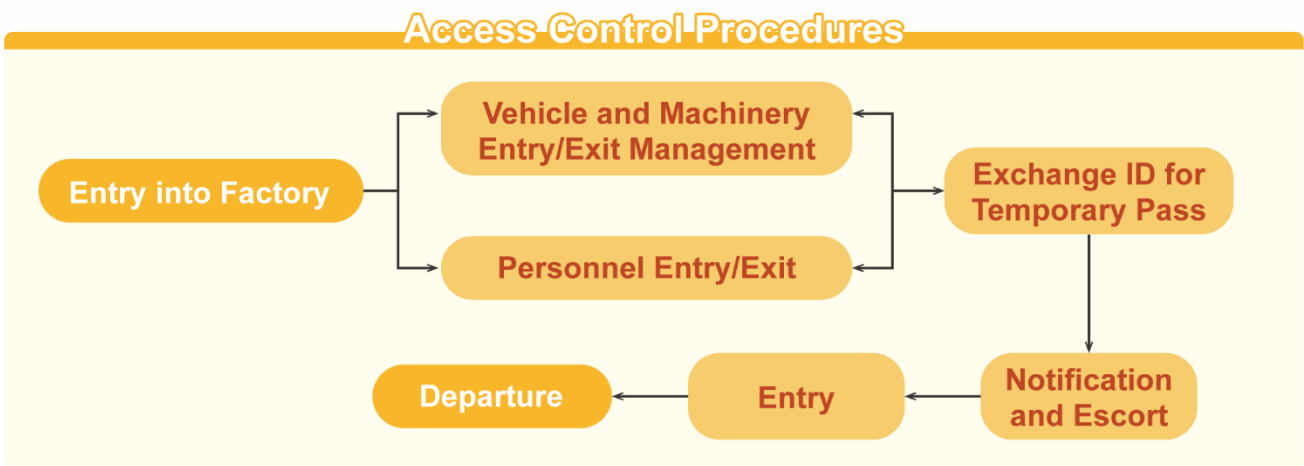 Access Control Procedures
Vehicle and Machinery
Entry/Exit Management
Entry into Factory
Exchange ID for
Temporary Pass
Personnel Entry/Exit
Notification
and Escort
Entry
Departure